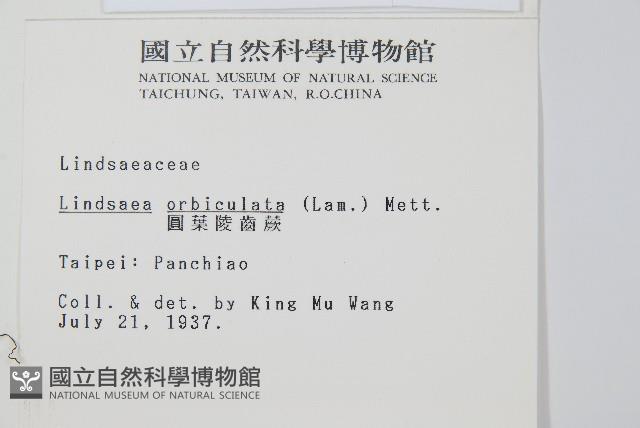 國立自然科學博物館
NATIONAL MUSEUM OF NATURAL SCIENCE
TAICHUNG, TAIWAN, R.O.CHINA
Lindsaeaceae
Lindsaea orbiculata (Lam.) Mett.
圓葉陵齒蕨
Taipei: Panchiao
Coll. & det. by King Mu Wang
July 21, 1937.
國立自然科學博物館
NATIONAL MUSEUM OF NATURAL SCIENCE